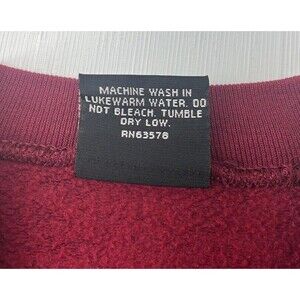 MACHINE WASH IN
LUKEWARM WATER. DO
NOT BLEACH. TUMBLE
DRY LOW.
RN63578